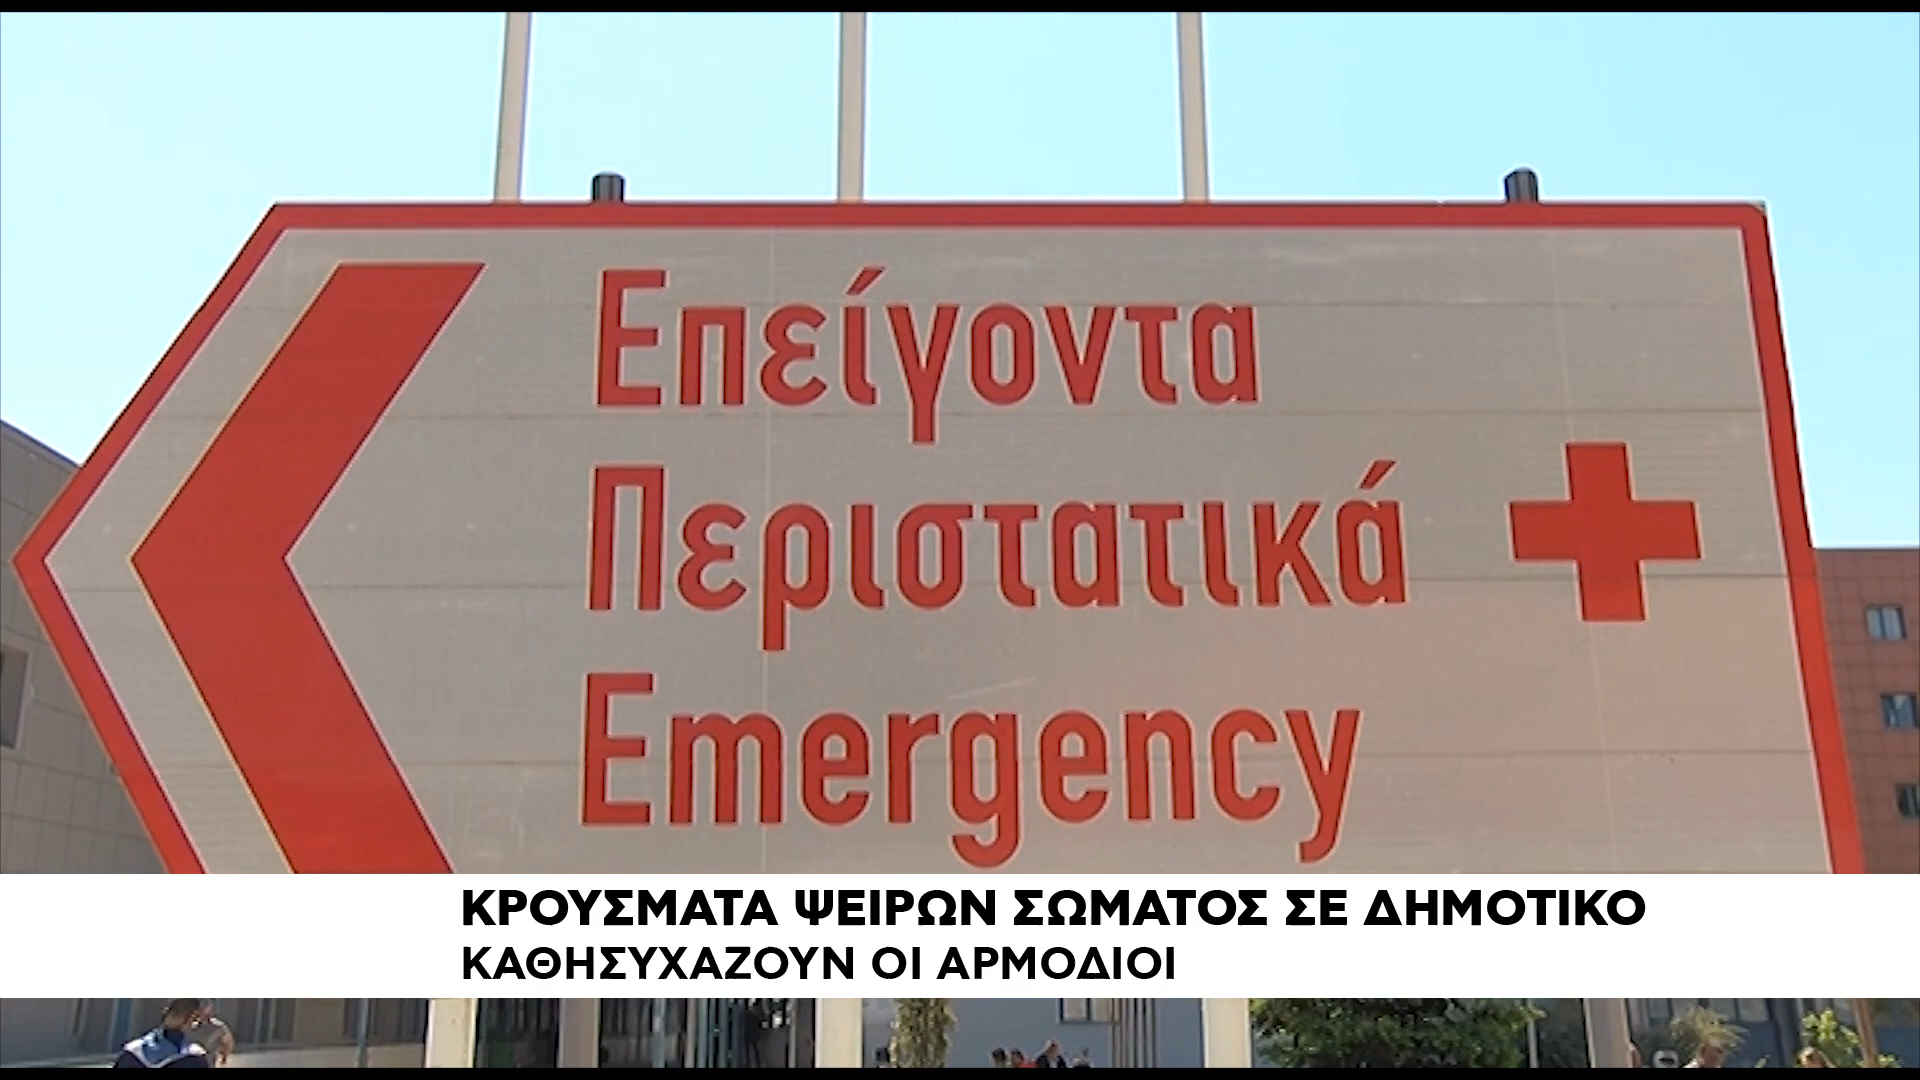 Επείγοντα
Περιστατικά
Emergency
ΚΡΟΥΣΜΑΤΑ ΨΕΙΡΩΝ ΣΩΜΑΤΟΣ ΣΕ ΔΗΜΟΤΙΚΟ
ΚΑΘΗΣΥΧΑΖΟΥΝ ΟΙ ΑΡΜΟΔΙΟΙ